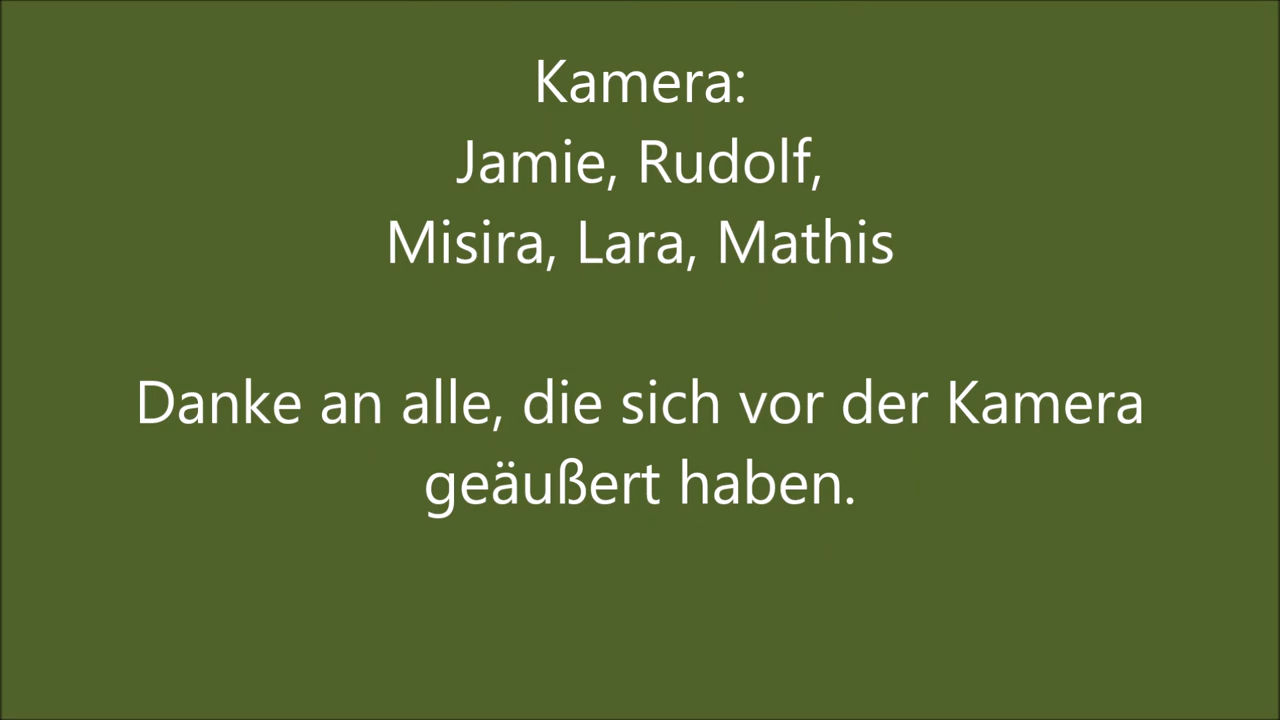 Kamera:
Jamie, Rudolf,
Misira, Lara, Mathis
Danke an alle, die sich vor der Kamera
geäußert haben.